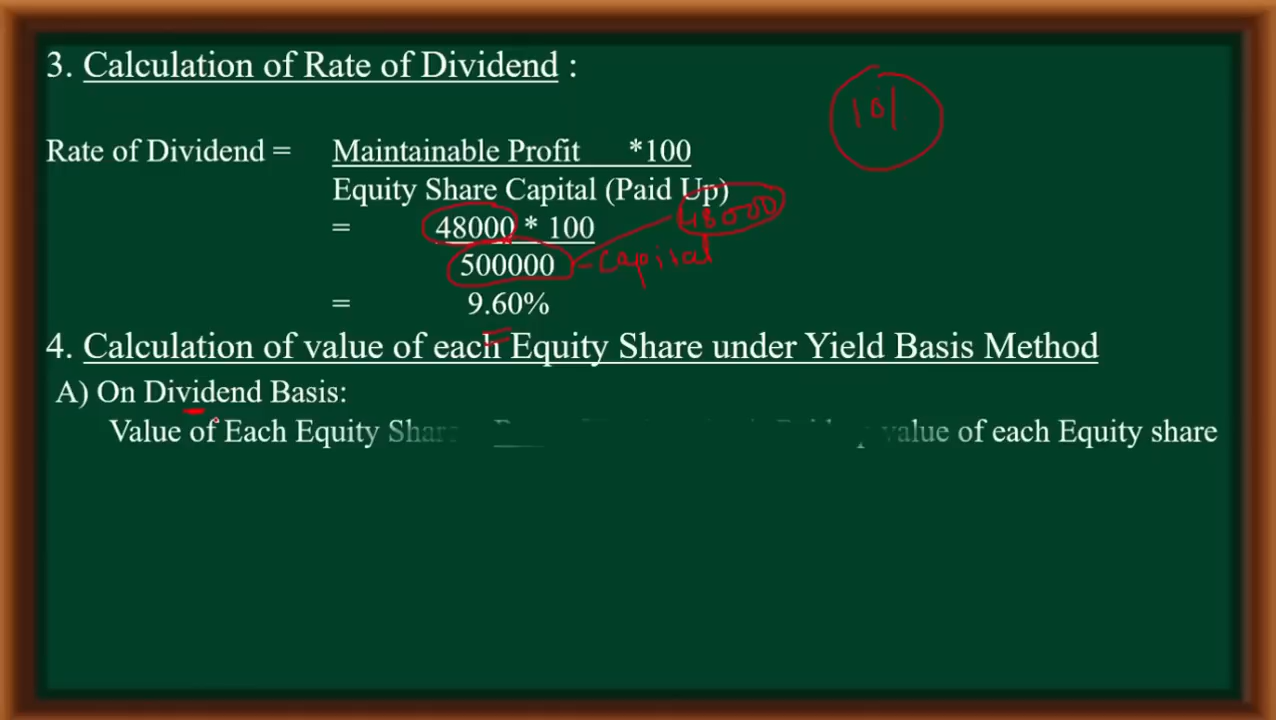 3. Calculation of Rate of Dividend :
Rate of Dividend = Maintainable Profit *100
Equity Share Capital (Paid Up)
= 48000 * 100
48000
500000
capital
= 9.60%
4. Calculation of value of each Equity Share under Yield Basis Method
A) On Dividend Basis:
Value of Each Equity Share value of each Equity share